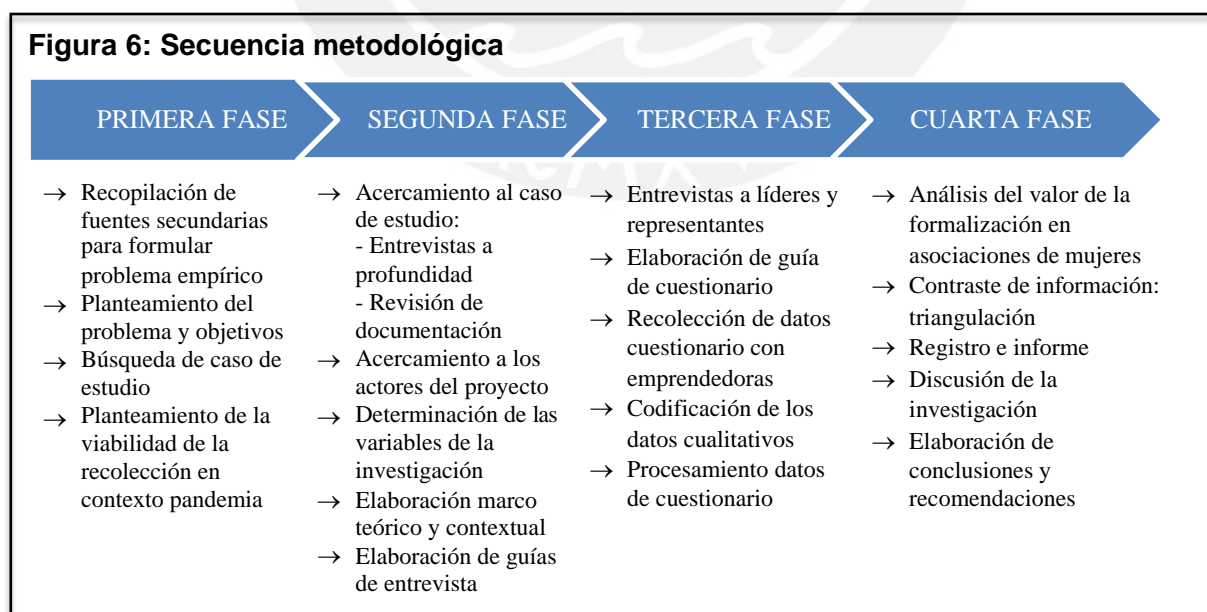 Figura 6: Secuencia metodológica
PRIMERA FASE
SEGUNDA FASE
TERCERA FASE
CUARTA FASE
→ Recopilación de
fuentes secundarias
para formular
problema empírico
→ Planteamiento del
problema y objetivos
→ Búsqueda de caso de
estudio
→ Planteamiento de la
viabilidad de la
recolección en
contexto pandemia
→ Acercamiento al caso
de estudio:
- Entrevistas a
profundidad
- Revisión de
documentación
→ Acercamiento a los
actores del proyecto
→ Determinación de las
variables de la
investigación
→ Elaboración marco
teórico y contextual
→ Elaboración de guías
de entrevista
→ Entrevistas a líderes y
representantes
→ Elaboración de guía
de cuestionario
→ Recolección de datos
cuestionario con
emprendedoras
→ Codificación de los
datos cualitativos
→ Procesamiento datos
de cuestionario
→ Análisis del valor de la
formalización en
asociaciones de mujeres
→ Contraste de información:
triangulación
→ Registro e informe
→ Discusión de la
investigación
→ Elaboración de
conclusiones y
recomendaciones